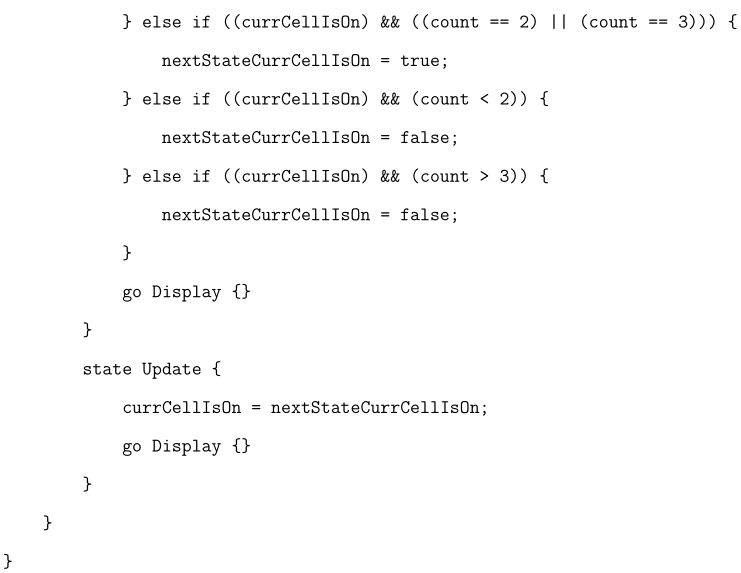 } else if ((currCellIsOn) && ((count == 2) || (count == 3))) {
nextStateCurrCellIsOn = true;
} else if ((currCellIsOn) && (count < 2)) {
nextStateCurrCellIsOn = false;
} else if ((currCellIsOn) && (count > 3)) {
nextStateCurrCellIsOn = false;
}
go Display {}
}
state Update {
currCellIsOn = nextStateCurrCellIsOn;
go Display {}
}
}
}